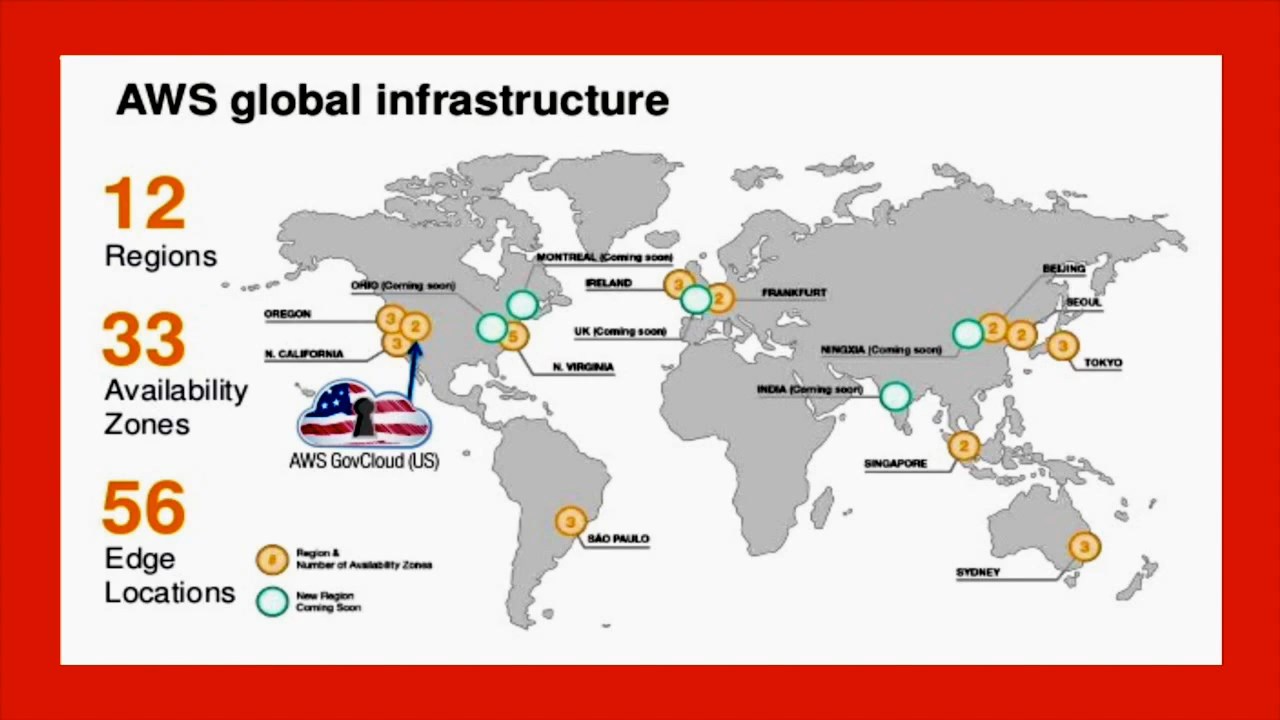 AWS global infrastructure
12
Regions
33
Availability
Zones
56
Edge
Locations
MONTREAL (Coming soon)
OHIO (Coming soon)
OREGON
3
2
3
N. CALIFORNIA
5
N. VIRGINIA
AWS GovCloud (US)
3
SÃO PAULO
IRELAND
3
2
FRANKFURT
UK (Coming soon)
BEIJING
SEOUL
2
2
3
TOKYO
NINGXIA (Coming soon)
INDIA (Coming soon)
2
SINGAPORE
3
SYDNEY
#
Region &
Number of Availability Zones
New Region
Coming Soon